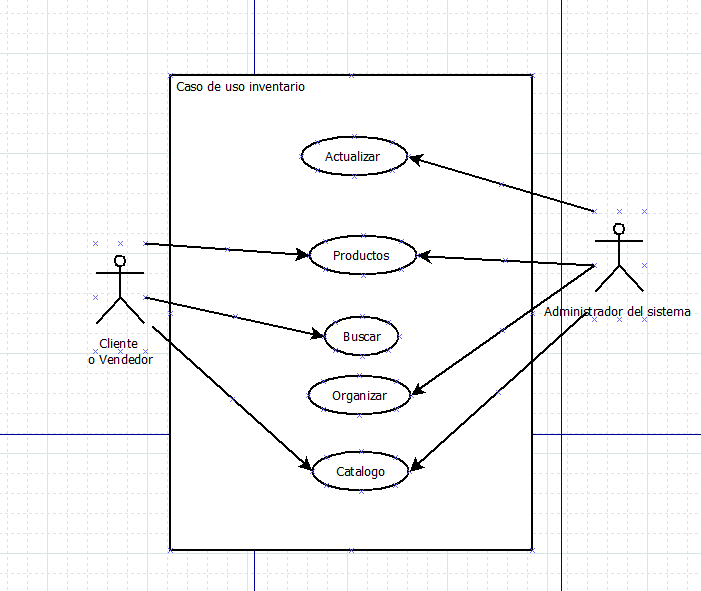 Caso de uso inventario
Actualizar
Productos
Buscar
Organizar
Catalogo
Cliente
o Vendedor
Administrador del sistema